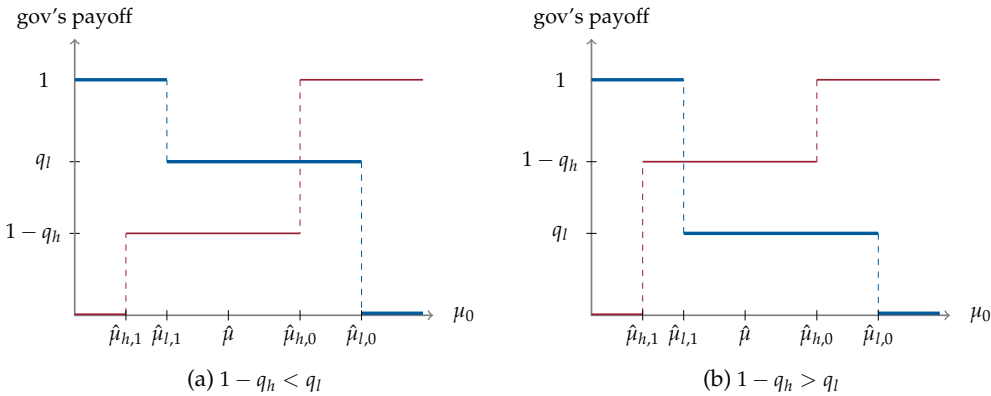 gov's payoff
1
q_l
1 − q_h
μ̂_{h,1} μ̂_{l,1} μ̂ μ̂_{h,0} μ̂_{l,0} μ_0
(a) 1 − q_h < q_l
gov's payoff
1
1 − q_h
q_l
μ̂_{h,1} μ̂_{l,1} μ̂ μ̂_{h,0} μ̂_{l,0} μ_0
(b) 1 − q_h > q_l